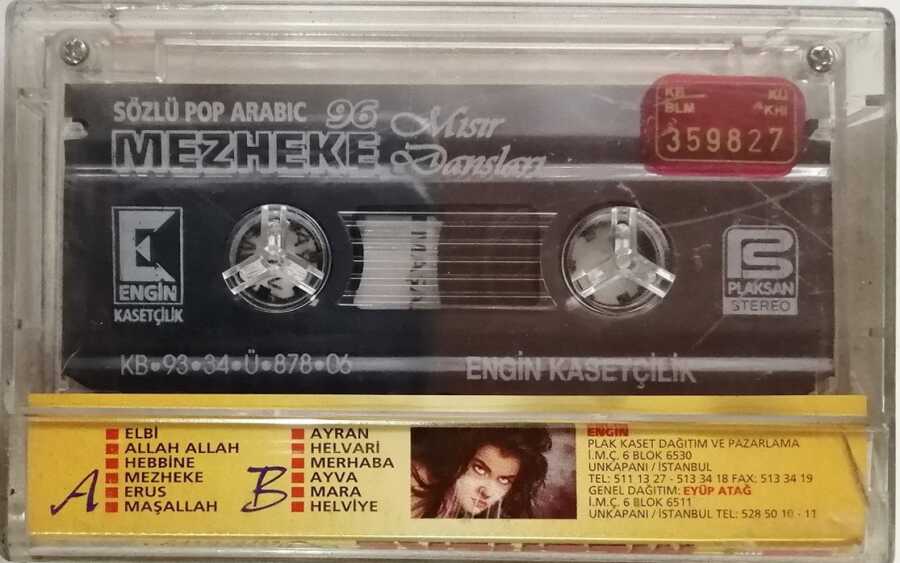 SÖZLÜ POP ARABIC 96 Mısır
MEZHEKE Dansları
KB KÜ
BLM KHI
359827
ENGİN
KASETÇİLİK
PLAKSAN
STEREO
KB•93•34•Ü•878•06
ENGİN KASETÇİLİK
A
ELBİ
ALLAH ALLAH
HEBBİNE
MEZHEKE
ERUS
MAŞALLAH
B
AYRAN
HELVARİ
MERHABA
AYVA
MARA
HELVİYE
ENGİN
PLAK KASET DAĞITIM VE PAZARLAMA
İ.M.Ç. 6 BLOK 6530
UNKAPANI / İSTANBUL
TEL: 511 13 27 - 513 34 18 FAX: 513 34 19
GENEL DAĞITIM: EYÜP ATAĞ
İ.M.Ç. 6 BLOK 6511
UNKAPANI / İSTANBUL TEL: 528 50 10 - 11